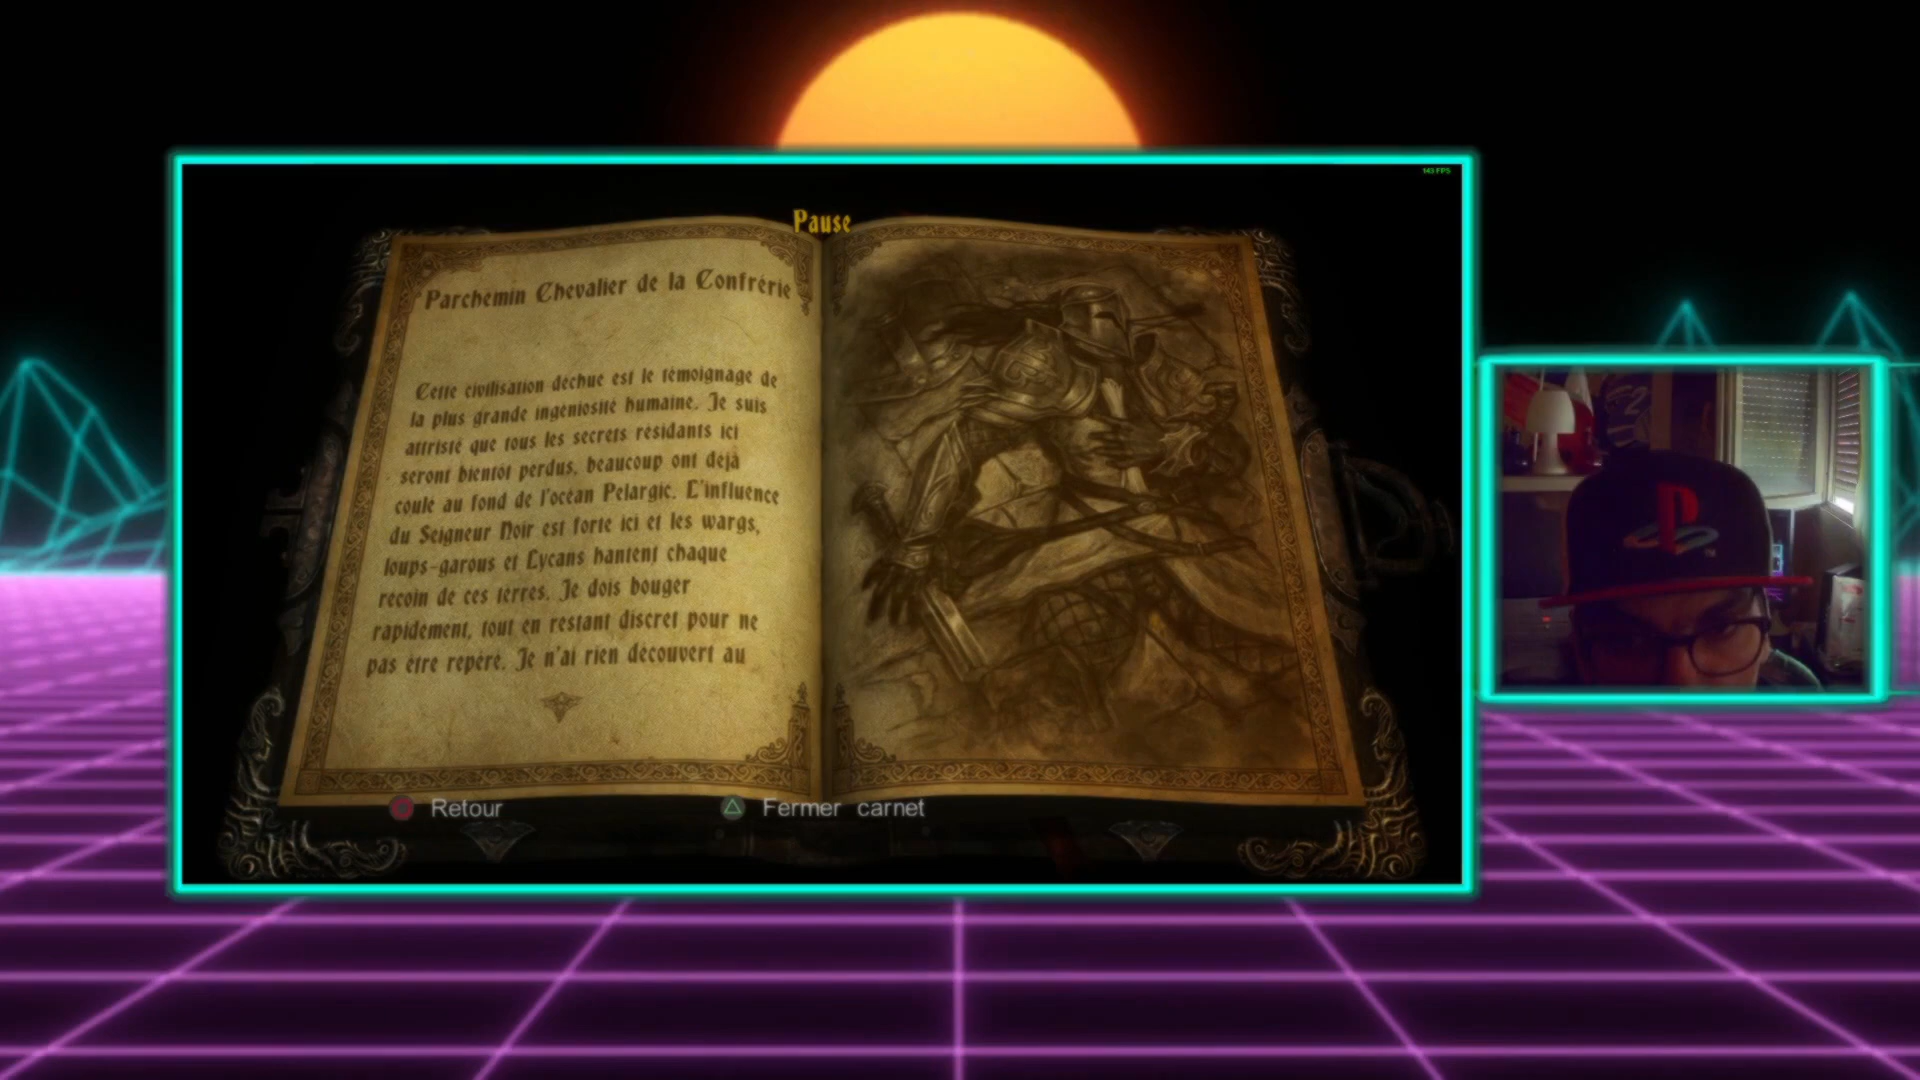 143 FPS
Pause
Parchemin Chevalier de la Confrérie
Cette civilisation déchue est le témoignage de
la plus grande ingéniosité humaine. Je suis
attristé que tous les secrets résidants ici
seront bientôt perdus, beaucoup ont déjà
coulé au fond de l'océan Pelargic. L'influence
du Seigneur Noir est forte ici et les wargs,
loups-garous et Lycans hantent chaque
recoin de ces terres. Je dois bouger
rapidement, tout en restant discret pour ne
pas être repéré. Je n'ai rien découvert au
Retour
Fermer carnet